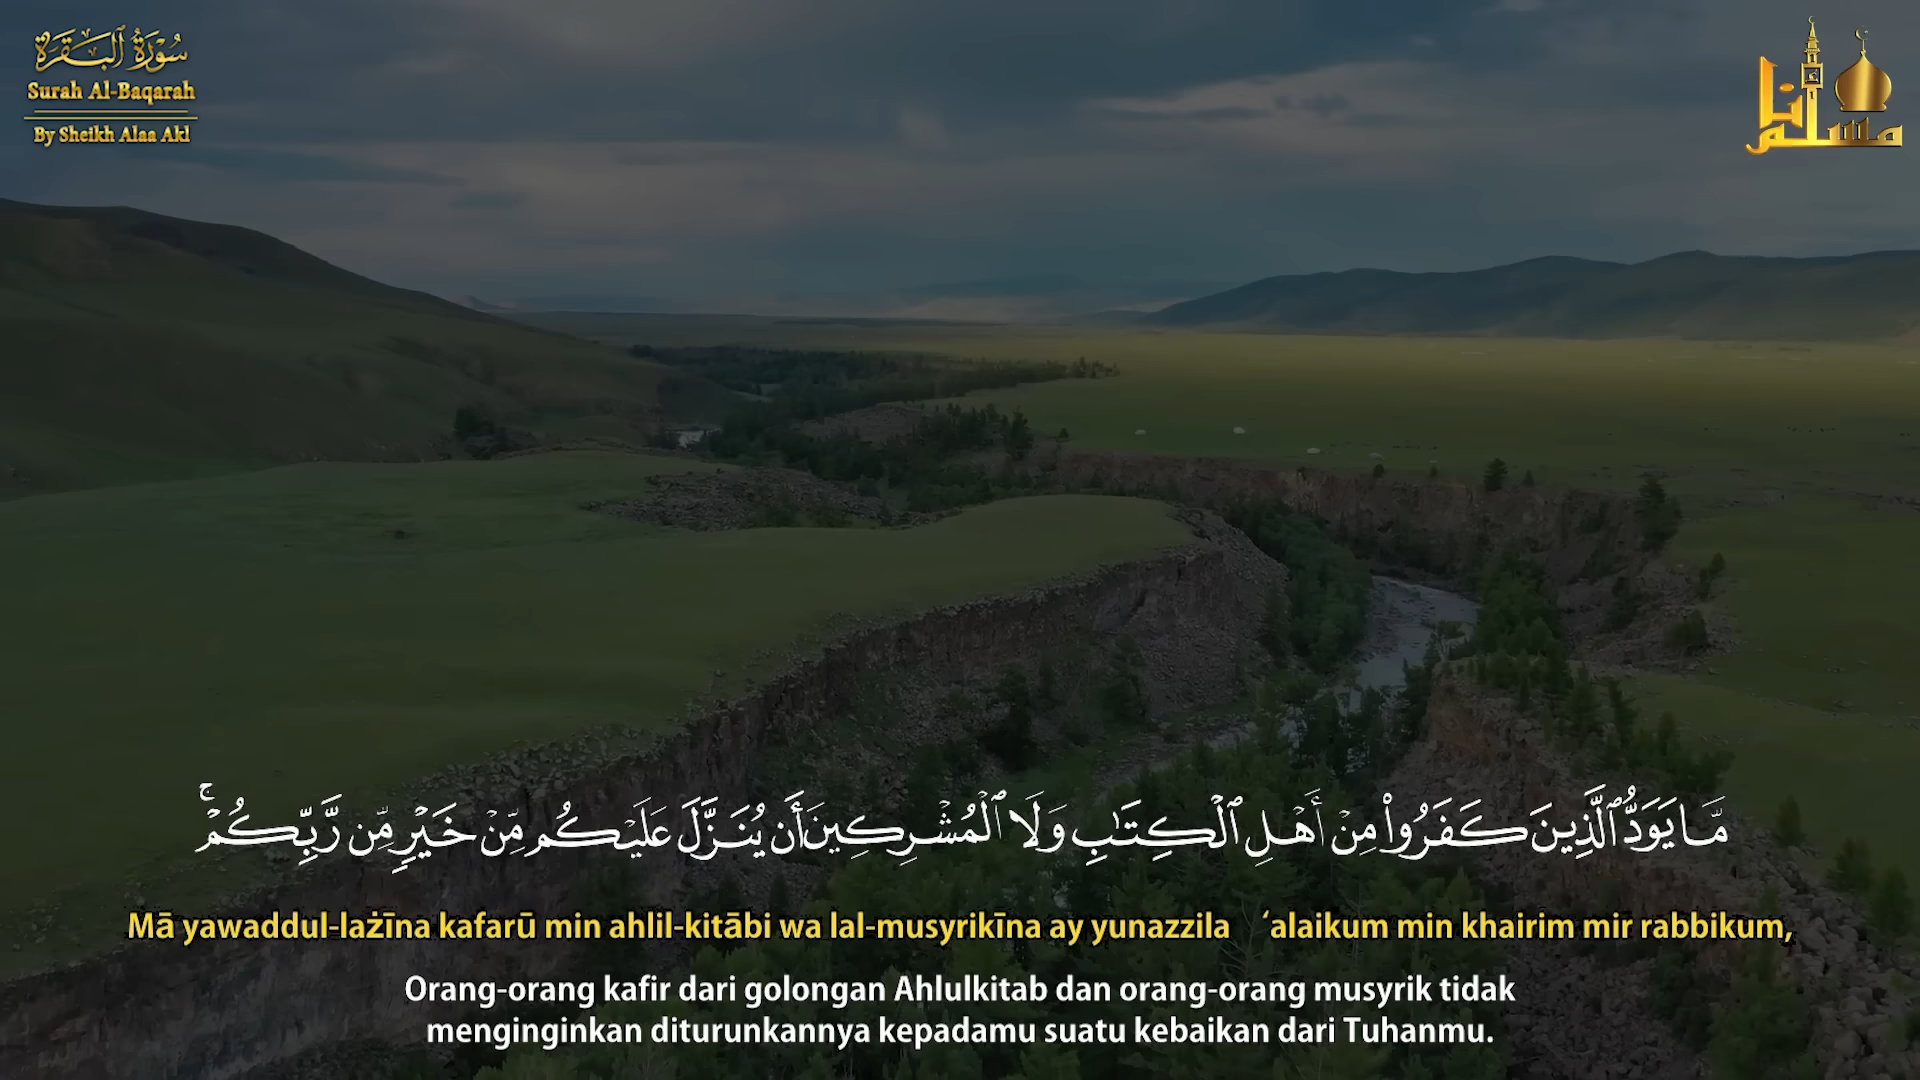 سُورَةُ ٱلْبَقَرَةِ
Surah Al-Baqarah
By Sheikh Alaa Akl
أنا
مسلم
مَّا يَوَدُّ ٱلَّذِينَ كَفَرُوا۟ مِنْ أَهْلِ ٱلْكِتَـٰبِ وَلَا ٱلْمُشْرِكِينَ أَن يُنَزَّلَ عَلَيْكُم مِّنْ خَيْرٍ مِّن رَّبِّكُمْ ۚ
Mā yawaddul-lażīna kafarū min ahlil-kitābi wa lal-musyrikīna ay yunazzila ‘alaikum min khairim mir rabbikum,
Orang-orang kafir dari golongan Ahlulkitab dan orang-orang musyrik tidak
menginginkan diturunkannya kepadamu suatu kebaikan dari Tuhanmu.